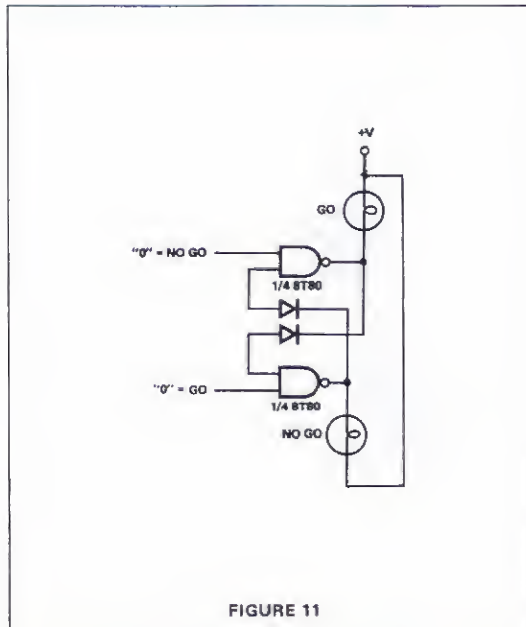 +V
GO
"0" = NO GO
1/4 8T80
"0" = GO
1/4 8T80
NO GO
FIGURE 11